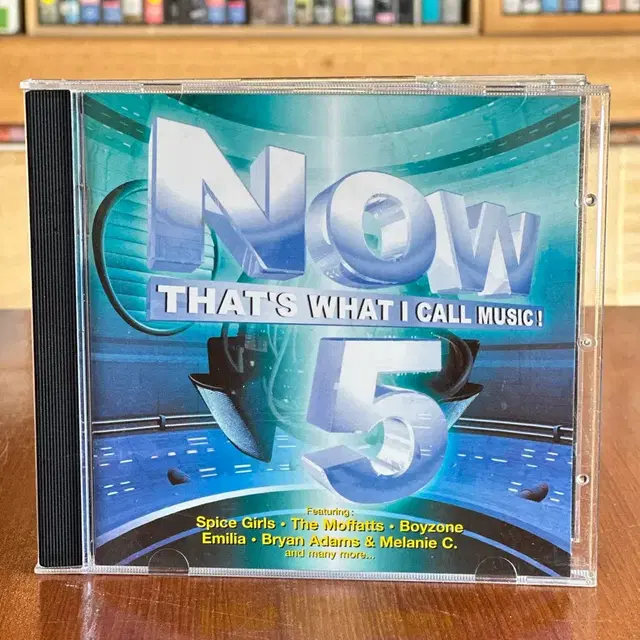 NOW
THAT'S WHAT I CALL MUSIC!
5
Featuring:
Spice Girls • The Moffatts • Boyzone
Emilia • Bryan Adams & Melanie C.
and many more...